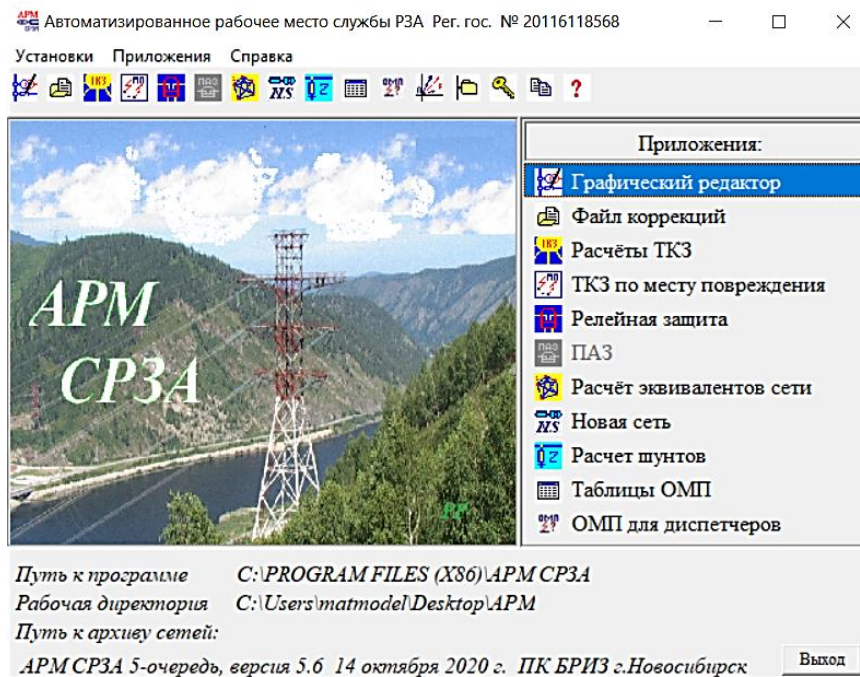 Автоматизированное рабочее место службы РЗА Рег. гос. № 20116118568
Установки Приложения Справка
АРМ
СРЗА
РР
Приложения:
Графический редактор
Файл коррекций
Расчёты ТКЗ
ТКЗ по месту повреждения
Релейная защита
ПАЗ
Расчёт эквивалентов сети
Новая сеть
Расчет шунтов
Таблицы ОМП
ОМП для диспетчеров
Путь к программе C:\PROGRAM FILES (X86)\АРМ СРЗА
Рабочая директория C:\Users\matmodel\Desktop\АРМ
Путь к архиву сетей:
АРМ СРЗА 5-очередь, версия 5.6 14 октября 2020 г. ПК БРИЗ г.Новосибирск
Выход